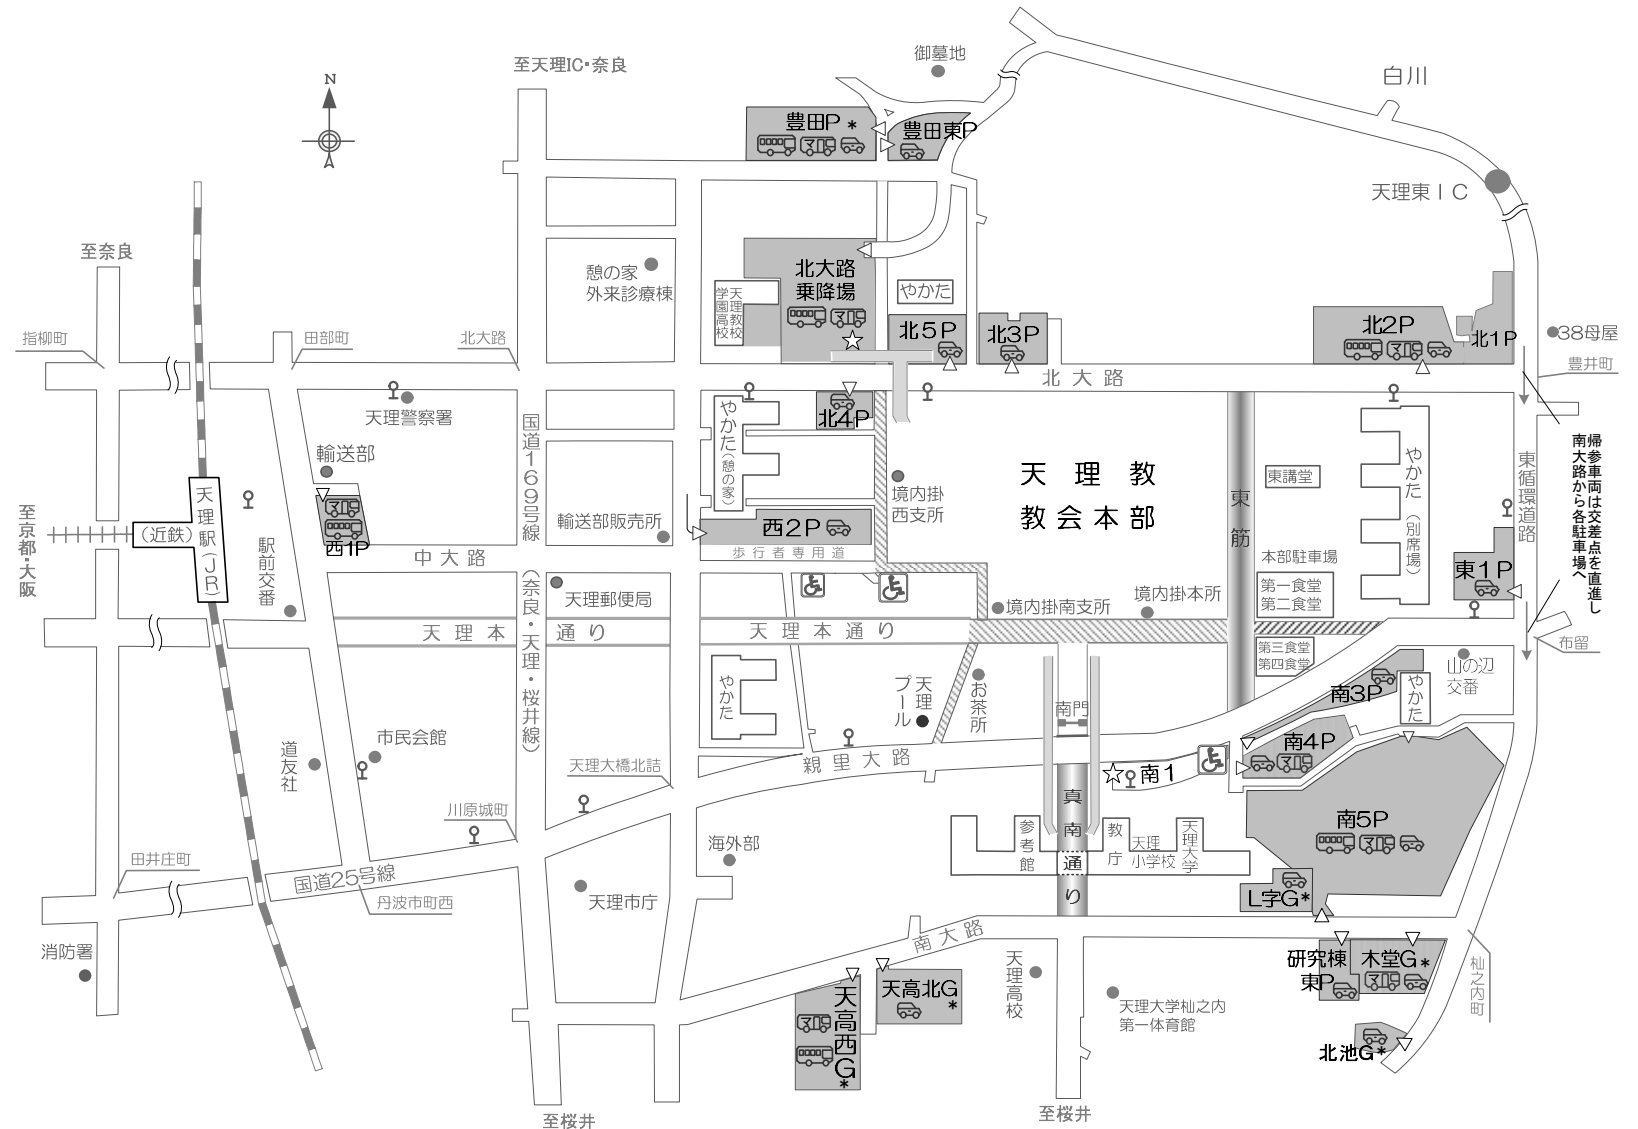 御墓地
至天理IC・奈良
白川
N
豊田P *
豊田東P
天理東IC
至奈良
憩の家
外来診療棟
北大路
乗降場
天理教校
学園高校
やかた
北5P
北3P
北2P
北1P
38母屋
豊井町
指柳町
田部町
北大路
北大路
天理警察署
国道169号線(奈良・天理・桜井線)
やかた(憩の家)
北4P
輸送部
天理教
教会本部
東筋
東講堂
やかた(別席場)
東循環道路
帰参車両は交差点を直進し
南大路から各駐車場へ
境内掛
西支所
天理駅(JR)
(近鉄)
至京都・大阪
駅前交番
西1P
中大路
輸送部販売所
西2P
歩行者専用道
本部駐車場
第一食堂
第二食堂
東1P
天理郵便局
境内掛南支所
境内掛本所
天理本通り
天理本通り
第三食堂
第四食堂
布留
山の辺
交番
やかた
やかた
天理
プール
お茶所
南門
南3P
南4P
市民会館
道友社
天理大橋北詰
親里大路
南1
川原城町
真南通り
南5P
参考館
教庁
天理
小学校
天理大学
海外部
田井庄町
国道25号線
丹波市町西
天理市庁
L字G*
消防署
南大路
天高北G
*
天理高校
研究棟
東P
木堂G*
杣之内町
天高西G
*
天理大学杣之内
第一体育館
北池G*
至桜井
至桜井
マ
マ
マ
マ
マ
マ
マ
マ
マ